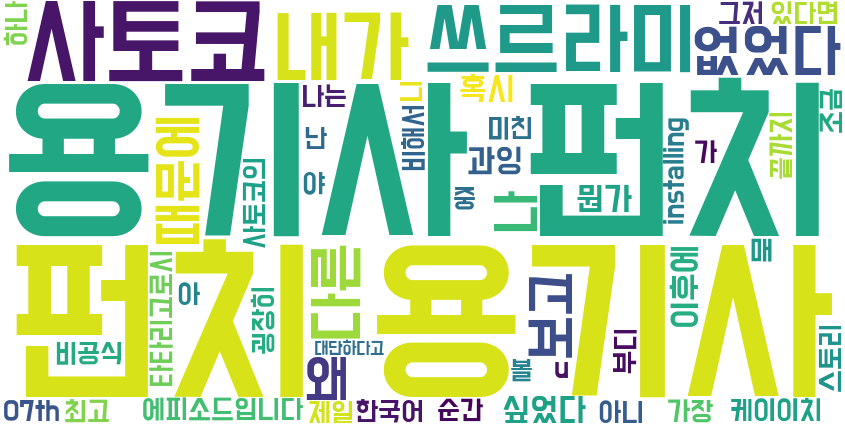 하나
사토코
내가
쓰르라미
그저
있다면
없었다
용기사
펀치
나는
혹시
니
비해서
조금
때문에
난
미친
과잉
installing
가
끝까지
야
중
나
뭔가
사토코의
펀치
용기사
타타리고로시
아
굉장히
다른
보고
이후에
매
비공식
대단하다고
왜
볼
부디
스토리
07th
최고
에피소드입니다
제일
한국어
순간
싶었다
아니
가장
케이이치